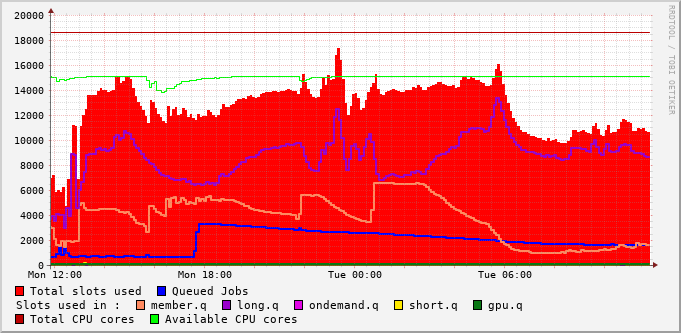 20000
18000
16000
14000
12000
10000
8000
6000
4000
2000
0
Mon 12:00 Mon 18:00 Tue 00:00 Tue 06:00
RRDTOOL / TOBI OETIKER
Total slots used Queued Jobs
Slots used in : member.q long.q ondemand.q short.q gpu.q
Total CPU cores Available CPU cores